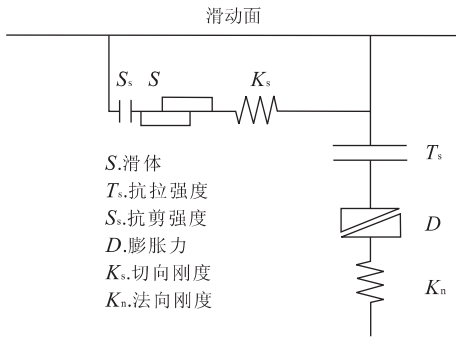 滑动面
Sₛ S Kₛ
Tₛ
S.滑体
Tₛ.抗拉强度
Sₛ.抗剪强度
D.膨胀力
Kₛ.切向刚度
Kₙ.法向刚度
D
Kₙ